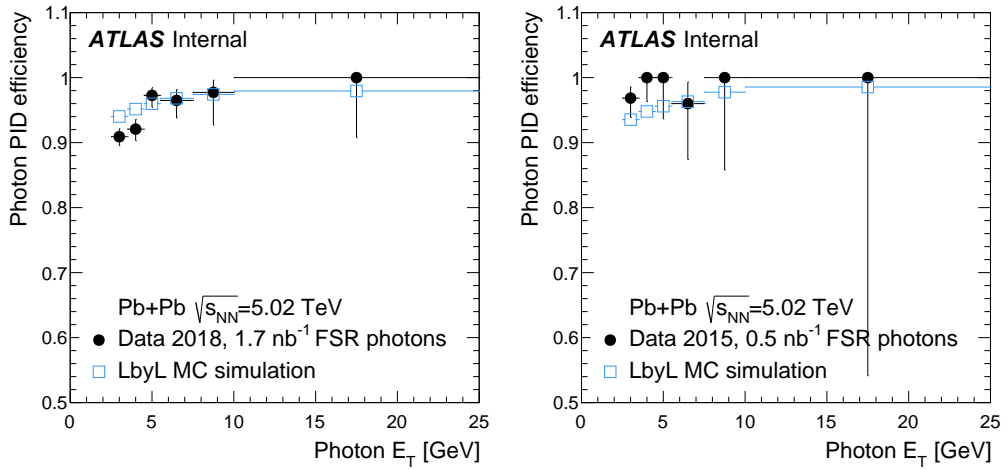 Photon PID efficiency
1.1
1
0.9
0.8
0.7
0.6
0.5
ATLAS Internal
Pb+Pb √s_NN=5.02 TeV
Data 2018, 1.7 nb⁻¹ FSR photons
LbyL MC simulation
0 5 10 15 20 25
Photon E_T [GeV]
Photon PID efficiency
1.1
1
0.9
0.8
0.7
0.6
0.5
ATLAS Internal
Pb+Pb √s_NN=5.02 TeV
Data 2015, 0.5 nb⁻¹ FSR photons
LbyL MC simulation
0 5 10 15 20 25
Photon E_T [GeV]